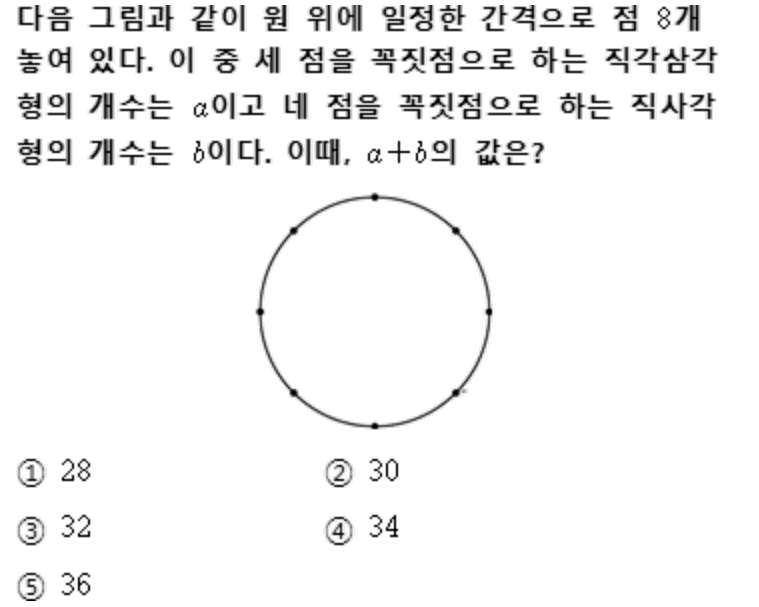 다음 그림과 같이 원 위에 일정한 간격으로 점 8개
놓여 있다. 이 중 세 점을 꼭짓점으로 하는 직각삼각
형의 개수는 a이고 네 점을 꼭짓점으로 하는 직사각
형의 개수는 b이다. 이때, a+b의 값은?
① 28 ② 30
③ 32 ④ 34
⑤ 36